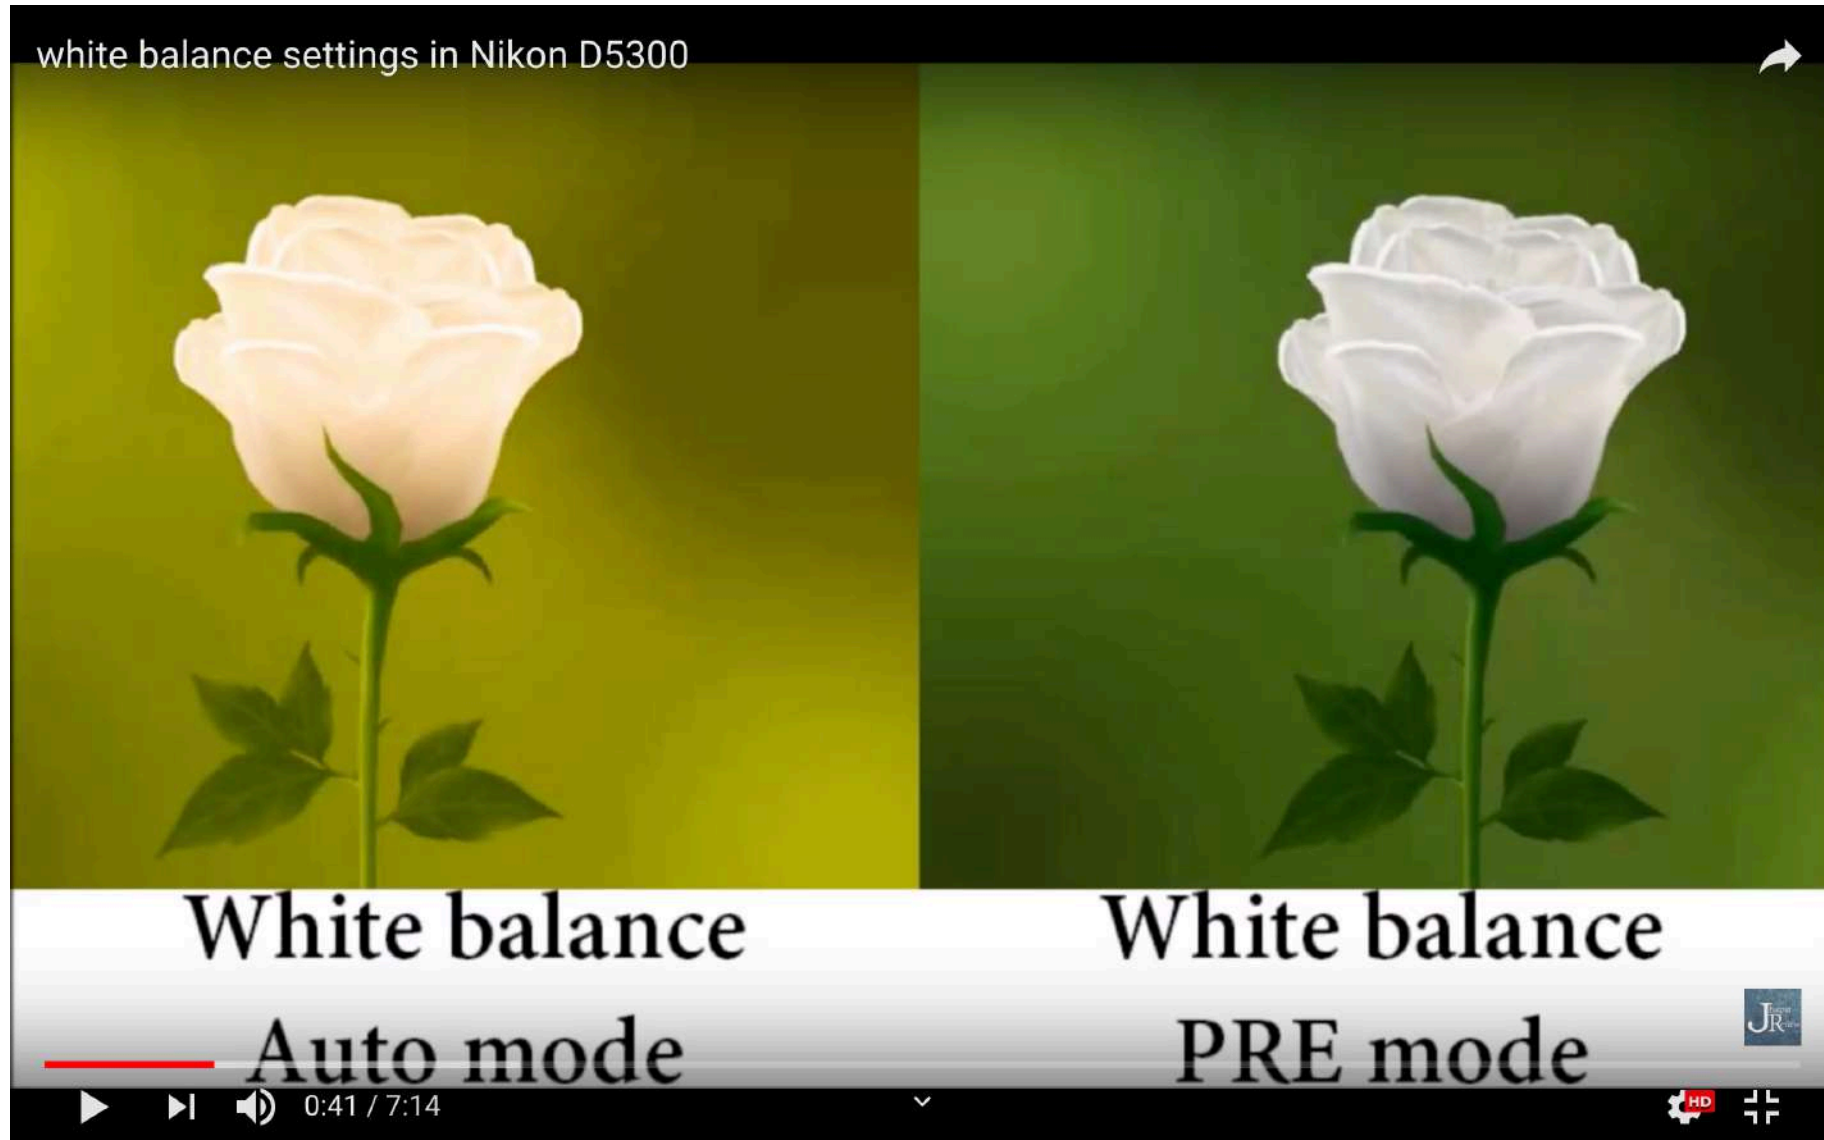 white balance settings in Nikon D5300
White balance
Auto mode
White balance
PRE mode
JR
0:41 / 7:14
HD